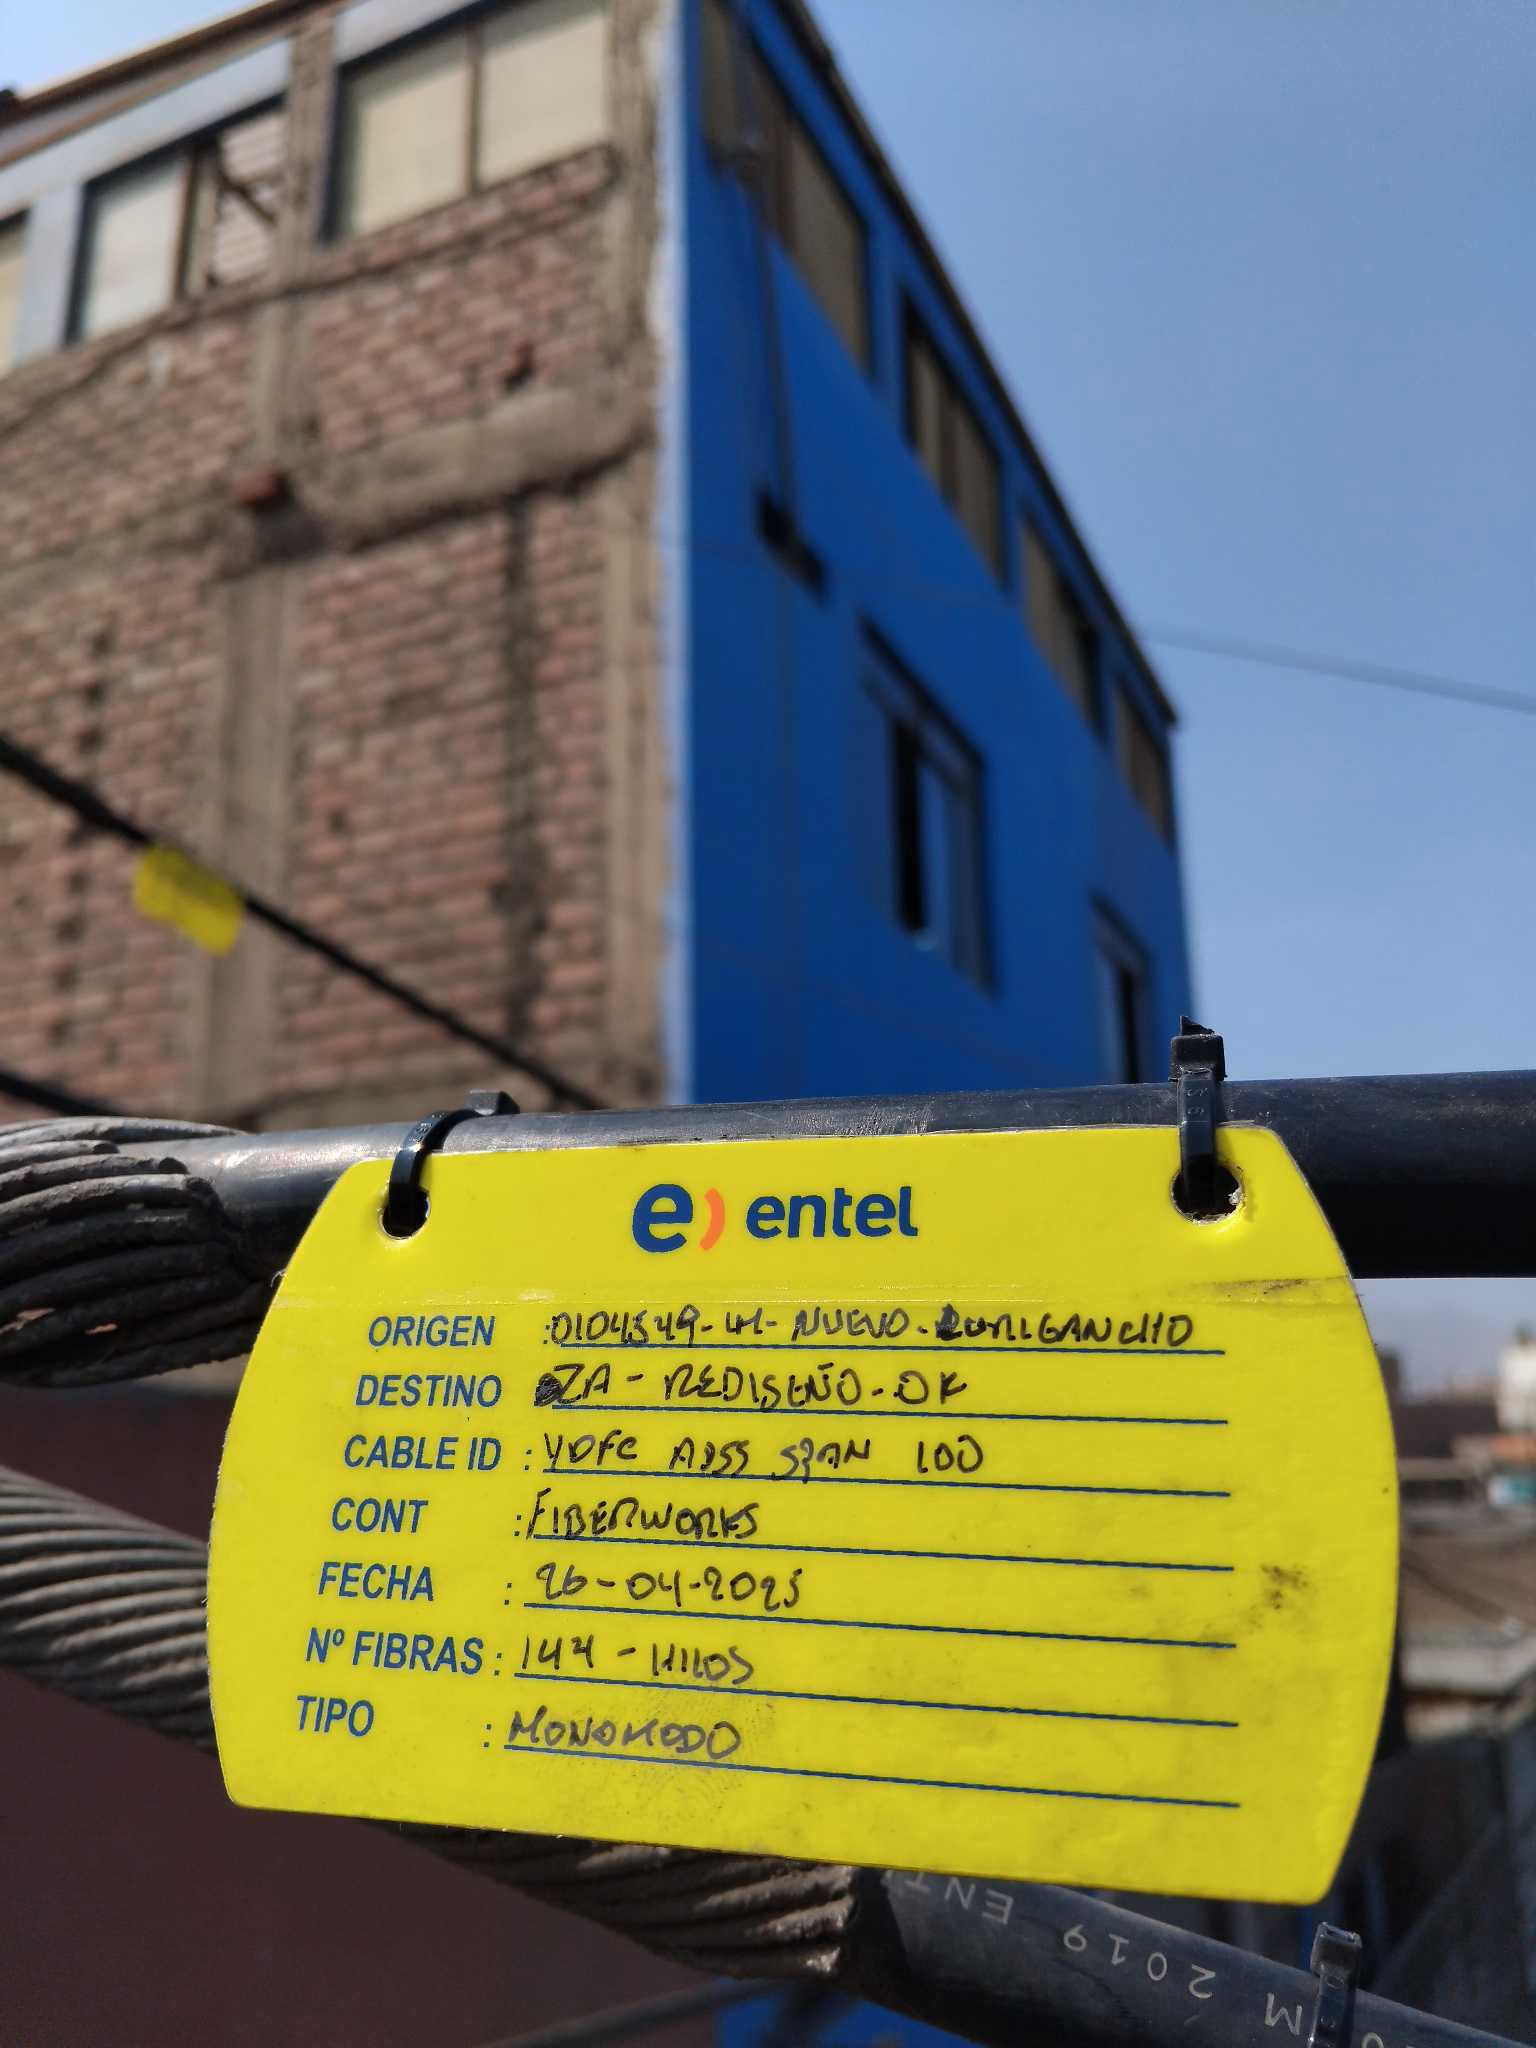 e) entel
ORIGEN :0104549-LH-NUEVO-LURIGANCHO
DESTINO ZA-REDISEÑO-OK
CABLE ID : YOFC ADSS SPAN 100
CONT : FIBERWORKS
FECHA : 26-04-2025
Nº FIBRAS : 144 - HILOS
TIPO : MONOMODO
M 2019 ENT